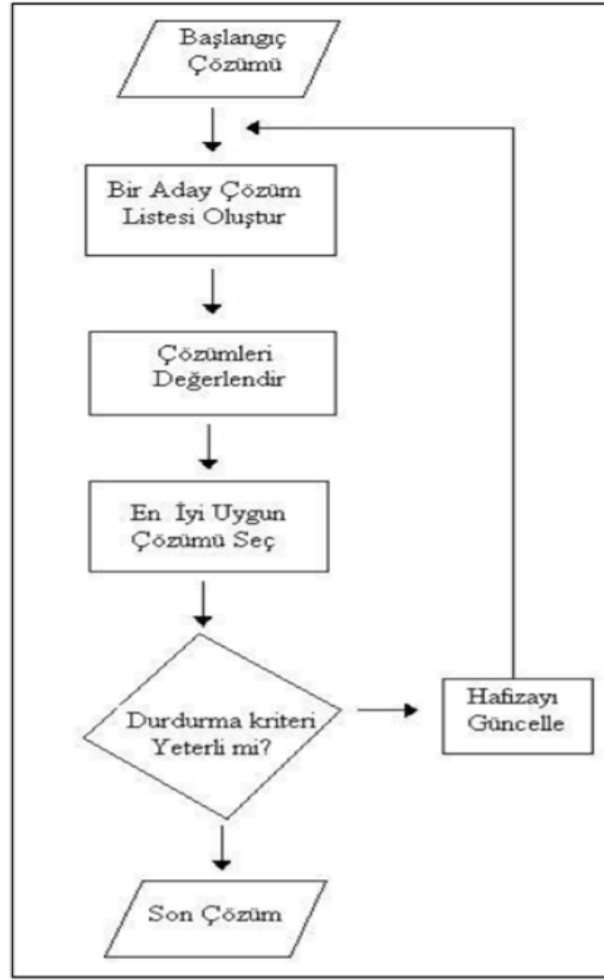 Başlangıç
Çözümü
Bir Aday Çözüm
Listesi Oluştur
Çözümleri
Değerlendir
En İyi Uygun
Çözümü Seç
Durdurma kriteri
Yeterli mi?
Hafizayı
Güncelle
Son Çözüm